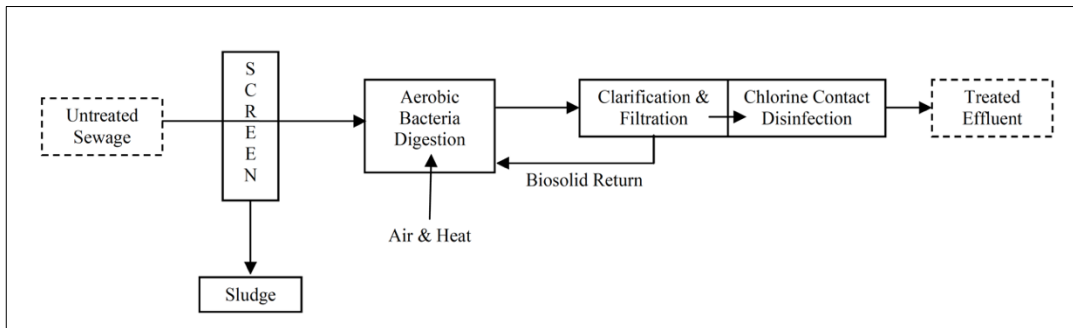 Untreated
Sewage
S
C
R
E
E
N
Sludge
Aerobic
Bacteria
Digestion
Air & Heat
Clarification &
Filtration
Biosolid Return
Chlorine Contact
Disinfection
Treated
Effluent